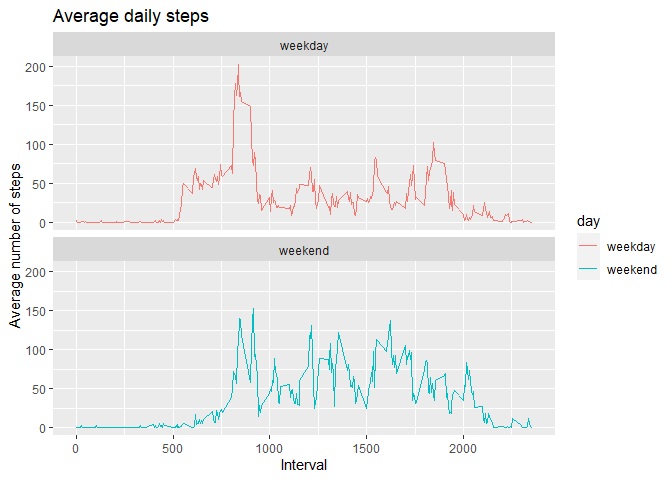 Average daily steps
weekday
200
150
100
50
0
weekend
200
150
100
50
0
0 500 1000 1500 2000
Interval
Average number of steps
day
weekday
weekend